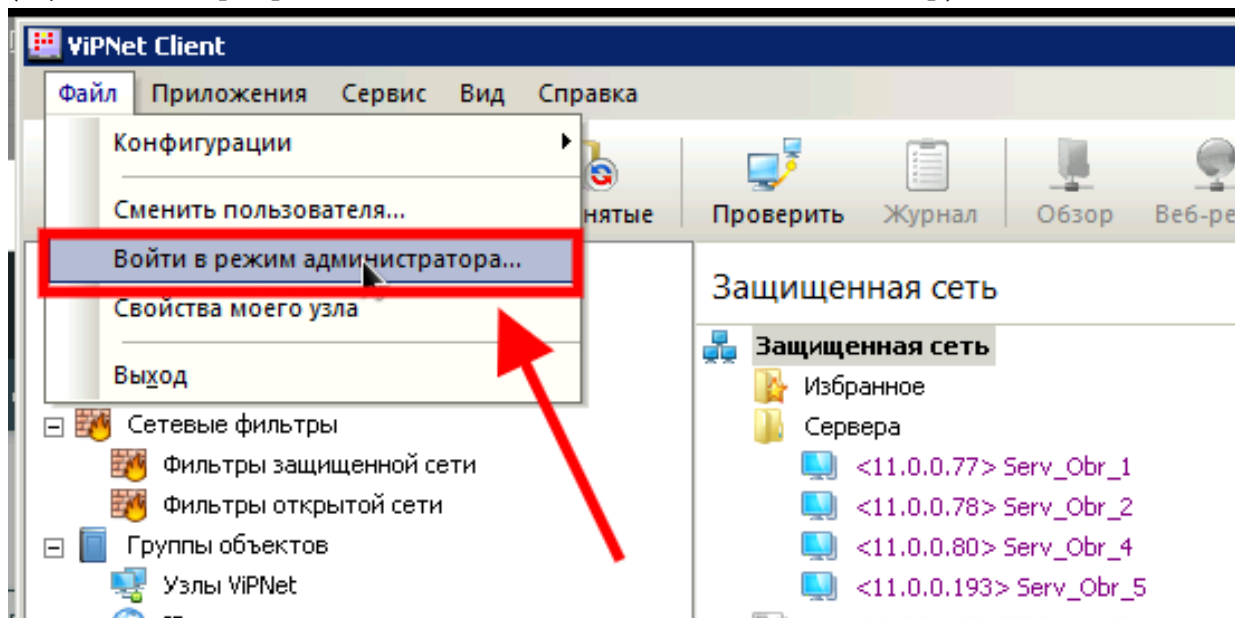 ViPNet Client
Файл Приложения Сервис Вид Справка
Конфигурации
Сменить пользователя...
Войти в режим администратора...
Свойства моего узла
Выход
нятые Проверить Журнал Обзор Веб-ре
Сетевые фильтры
Фильтры защищенной сети
Фильтры открытой сети
Группы объектов
Узлы ViPNet
Защищенная сеть
Защищенная сеть
Избранное
Сервера
<11.0.0.77> Serv_Obr_1
<11.0.0.78> Serv_Obr_2
<11.0.0.80> Serv_Obr_4
<11.0.0.193> Serv_Obr_5